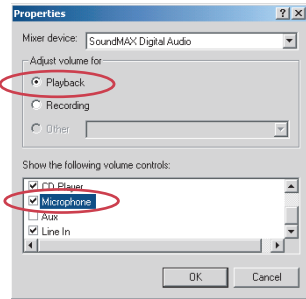 Properties
Mixer device: SoundMAX Digital Audio
Adjust volume for
Playback
Recording
Other
Show the following volume controls:
CD Player
Microphone
Aux
Line In
OK Cancel